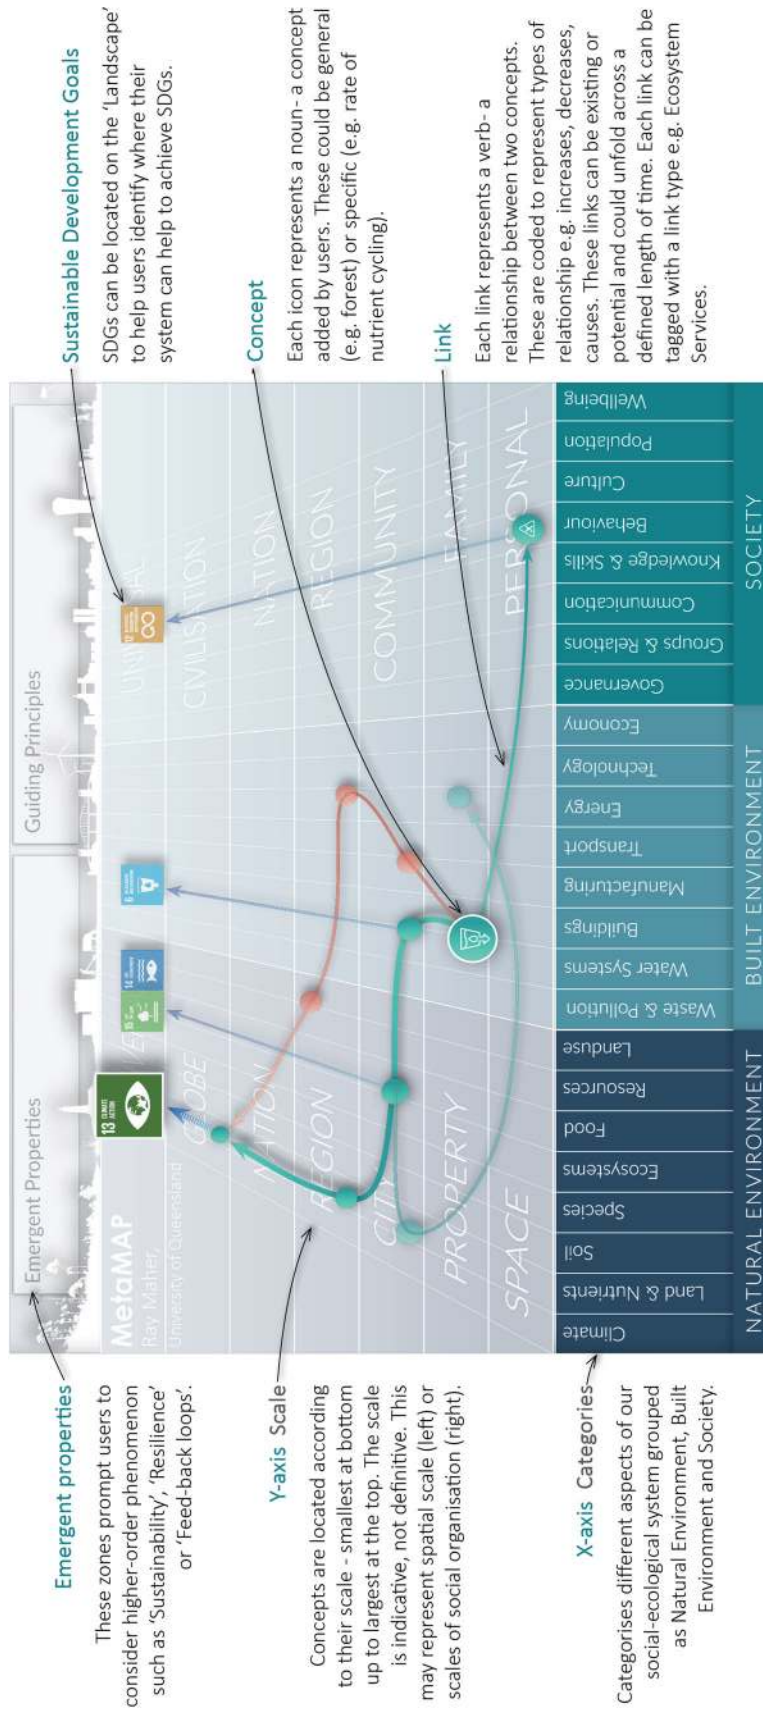 Emergent properties
These zones prompt users to
consider higher-order phenomenon
such as ‘Sustainability’, ‘Resilience’
or ‘Feed-back loops’.
Y-axis Scale
Concepts are located according
to their scale - smallest at bottom
up to largest at the top. The scale
is indicative, not definitive. This
may represent spatial scale (left) or
scales of social organisation (right).
X-axis Categories
Categorises different aspects of our
social-ecological system grouped
as Natural Environment, Built
Environment and Society.
Emergent Properties
Guiding Principles
MetaMAP
Ray Maher,
University of Queensland
13 CLIMATE
ACTION
15
14
6
12
GLOBE
NATION
REGION
CITY
PROPERTY
SPACE
CIVILISATION
NATION
REGION
COMMUNITY
FAMILY
PERSONAL
Climate
Land & Nutrients
Soil
Species
Ecosystems
Food
Resources
Landuse
Waste & Pollution
Water Systems
Buildings
Manufacturing
Transport
Energy
Technology
Economy
Governance
Groups & Relations
Communication
Knowledge & Skills
Behaviour
Culture
Population
Wellbeing
NATURAL ENVIRONMENT
BUILT ENVIRONMENT
SOCIETY
Sustainable Development Goals
SDGs can be located on the ‘Landscape’
to help users identify where their
system can help to achieve SDGs.
Concept
Each icon represents a noun- a concept
added by users. These could be general
(e.g. forest) or specific (e.g. rate of
nutrient cycling).
Link
Each link represents a verb- a
relationship between two concepts.
These are coded to represent types of
relationship e.g. increases, decreases,
causes. These links can be existing or
potential and could unfold across a
defined length of time. Each link can be
tagged with a link type e.g. Ecosystem
Services.